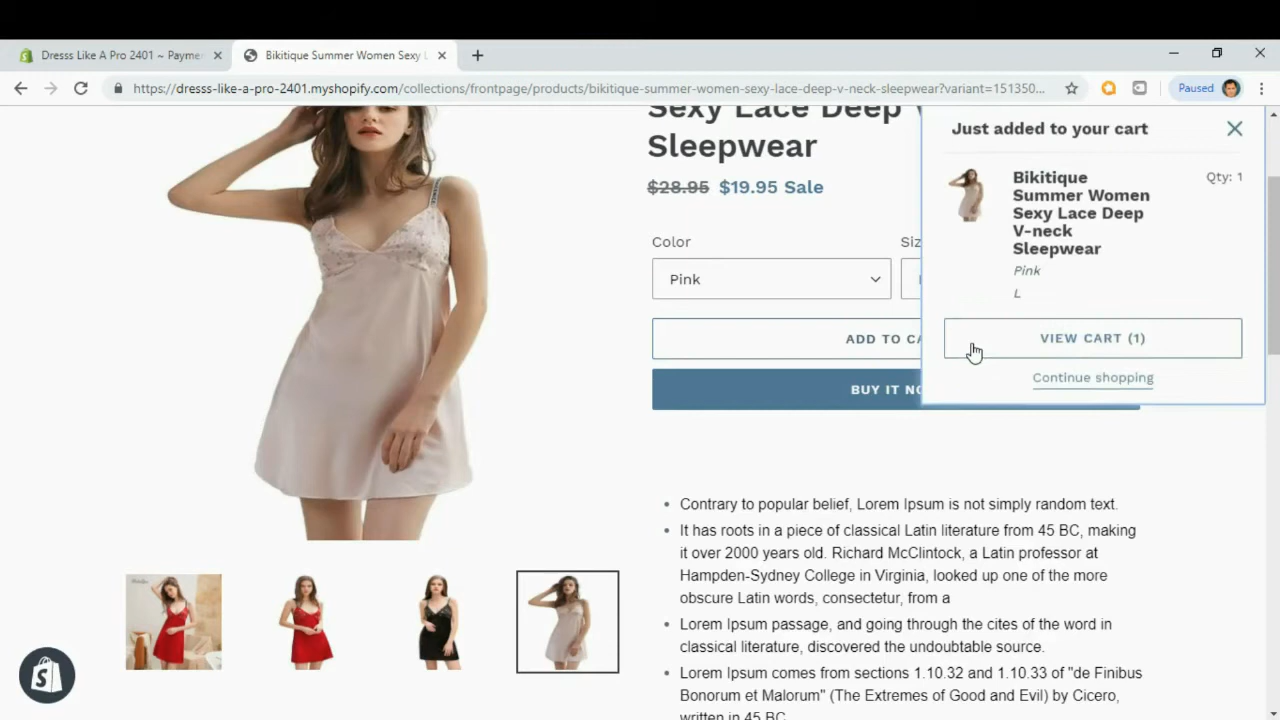 Dresss Like A Pro 2401 ~ Payme
Bikitique Summer Women Sexy L
https://dresss-like-a-pro-2401.myshopify.com/collections/frontpage/products/bikitique-summer-women-sexy-lace-deep-v-neck-sleepwear?variant=151350...
Paused
Sexy Lace Deep
Sleepwear
$28.95 $19.95 Sale
Color
Siz
Pink
ADD TO CA
BUY IT NO
Just added to your cart
Bikitique
Summer Women
Sexy Lace Deep
V-neck
Sleepwear
Qty: 1
Pink
L
VIEW CART (1)
Continue shopping
Contrary to popular belief, Lorem Ipsum is not simply random text.
It has roots in a piece of classical Latin literature from 45 BC, making
it over 2000 years old. Richard McClintock, a Latin professor at
Hampden-Sydney College in Virginia, looked up one of the more
obscure Latin words, consectetur, from a
Lorem Ipsum passage, and going through the cites of the word in
classical literature, discovered the undoubtable source.
Lorem Ipsum comes from sections 1.10.32 and 1.10.33 of "de Finibus
Bonorum et Malorum" (The Extremes of Good and Evil) by Cicero,
written in 45 BC.